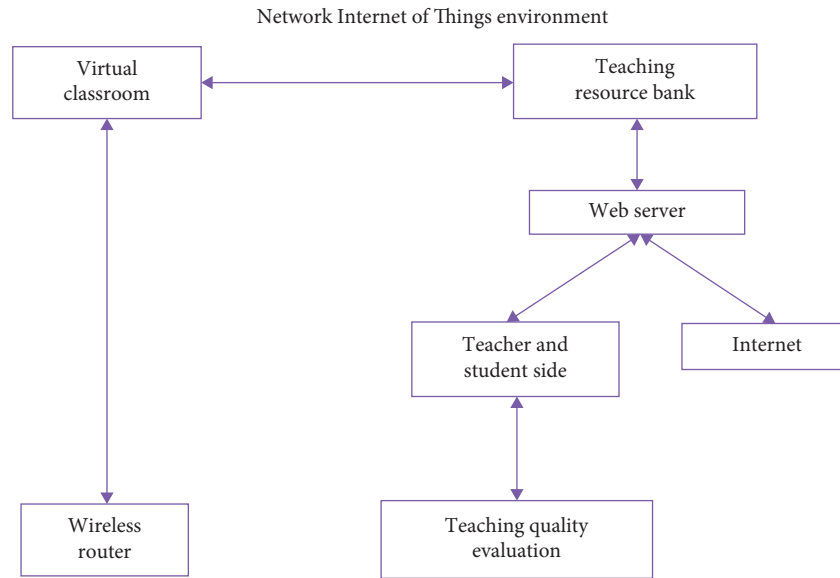 Network Internet of Things environment
Virtual
classroom
Teaching
resource bank
Web server
Teacher and
student side
Internet
Wireless
router
Teaching quality
evaluation